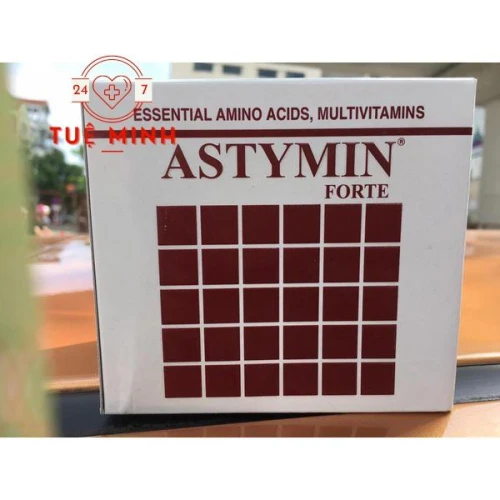 24 7
TUỆ MINH
ESSENTIAL AMINO ACIDS, MULTIVITAMINS
ASTYMIN®
FORTE